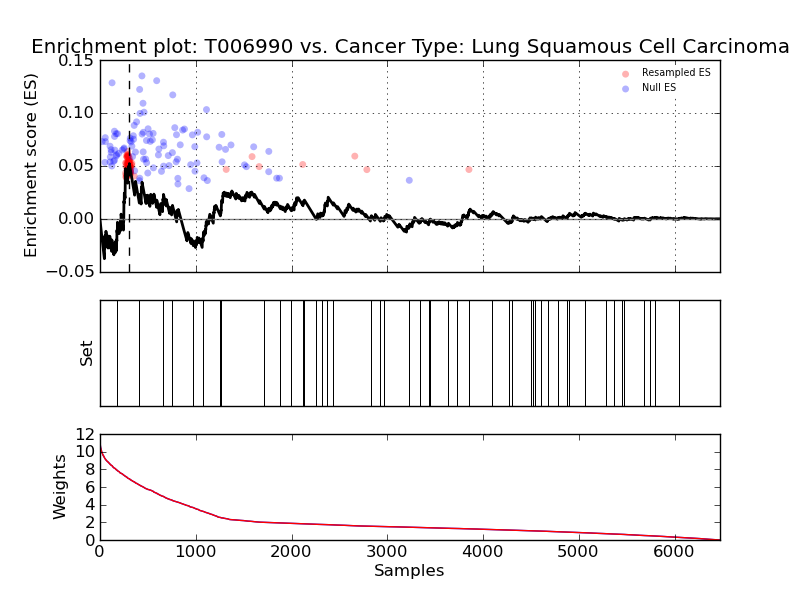 Enrichment plot: T006990 vs. Cancer Type: Lung Squamous Cell Carcinoma
0.15
0.10
0.05
0.00
−0.05
Enrichment score (ES)
Resampled ES
Null ES
Set
12
10
8
6
4
2
0
Weights
0
1000
2000
3000
4000
5000
6000
Samples